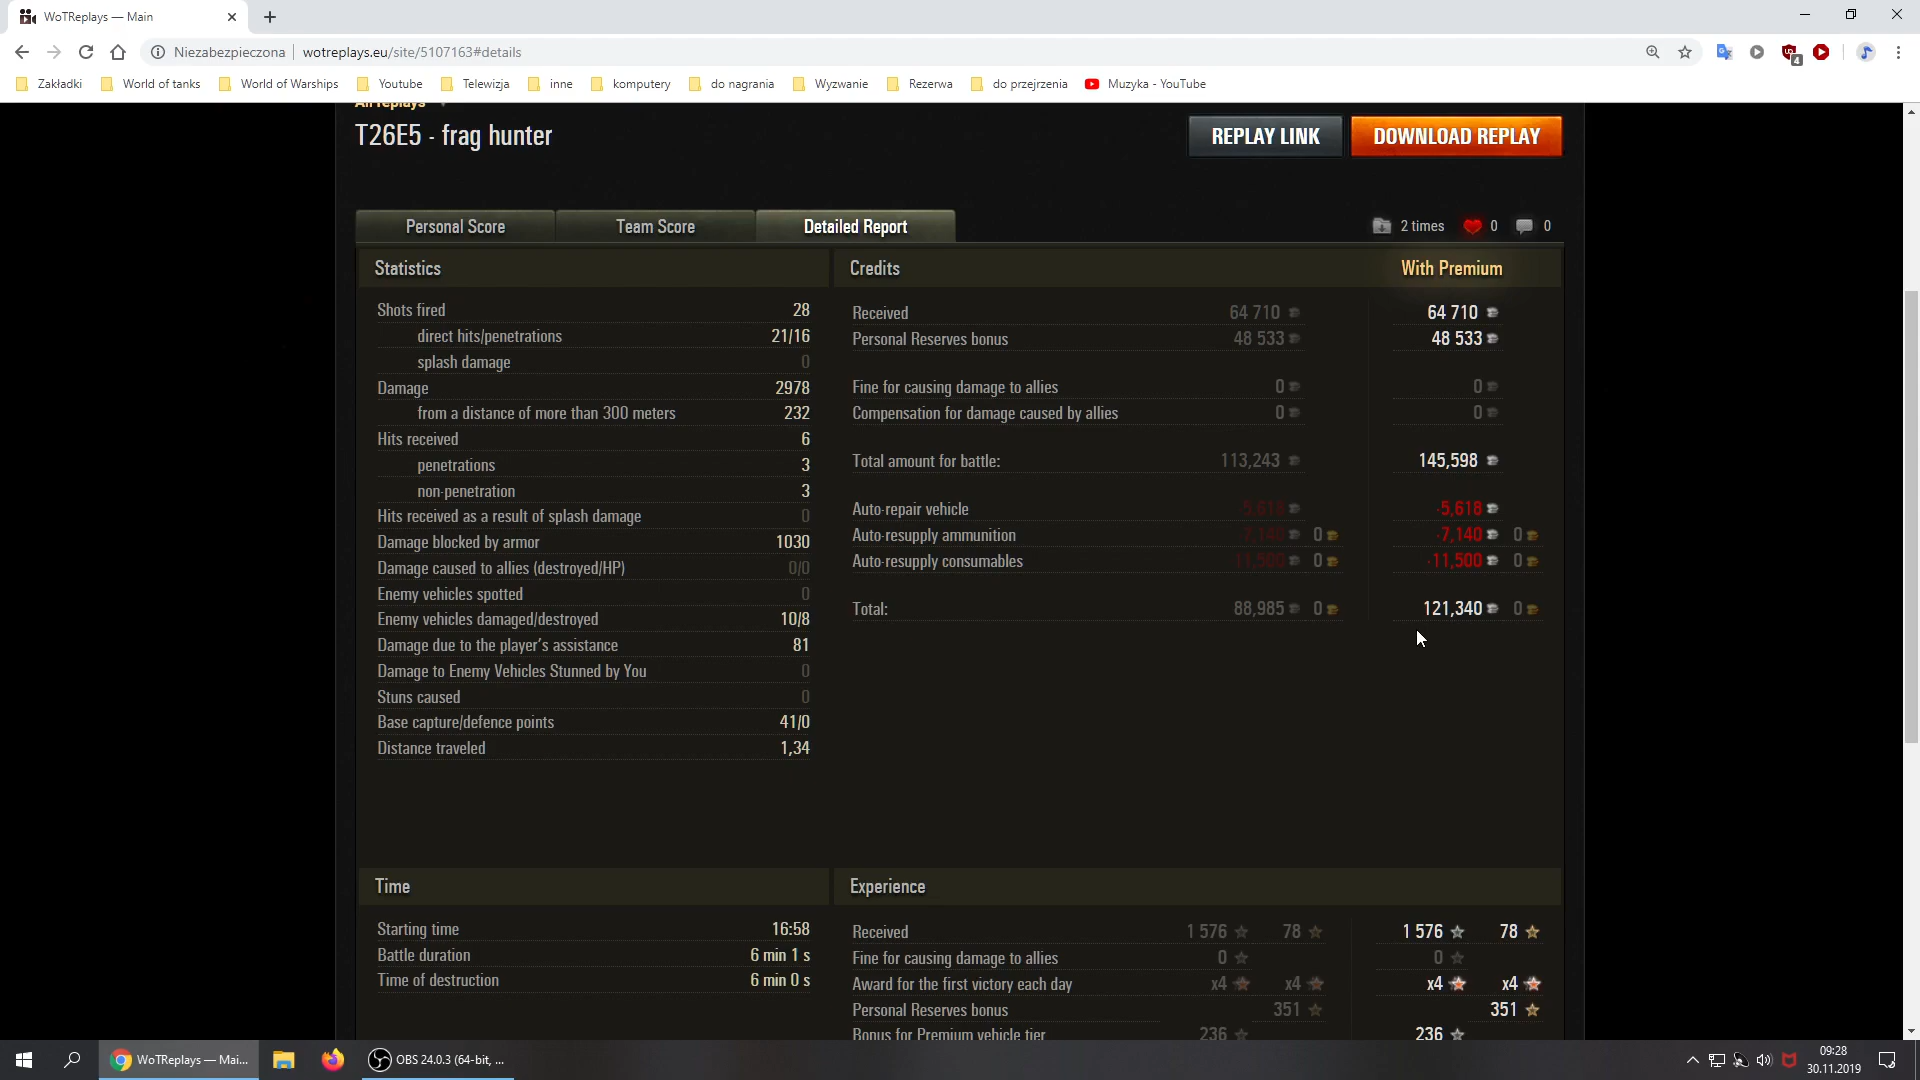 WoTReplays — Main
Niezabezpieczona wotreplays.eu/site/5107163#details
4
Zakładki World of tanks World of Warships Youtube Telewizja inne komputery do nagrania Wyzwanie Rezerwa do przejrzenia Muzyka - YouTube
All replays
T26E5 - frag hunter REPLAY LINK DOWNLOAD REPLAY
Personal Score Team Score Detailed Report 2 times 0 0
Statistics
Shots fired 28
direct hits/penetrations 21/16
splash damage 0
Damage 2978
from a distance of more than 300 meters 232
Hits received 6
penetrations 3
non-penetration 3
Hits received as a result of splash damage 0
Damage blocked by armor 1030
Damage caused to allies (destroyed/HP) 0/0
Enemy vehicles spotted 0
Enemy vehicles damaged/destroyed 10/8
Damage due to the player's assistance 81
Damage to Enemy Vehicles Stunned by You 0
Stuns caused 0
Base capture/defence points 41/0
Distance traveled 1,34
Credits With Premium
Received 64 710 64 710
Personal Reserves bonus 48 533 48 533
Fine for causing damage to allies 0 0
Compensation for damage caused by allies 0 0
Total amount for battle: 113,243 145,598
Auto-repair vehicle -5,618 -5,618
Auto-resupply ammunition -7,140 0 -7,140 0
Auto-resupply consumables -11,500 0 -11,500 0
Total: 88,985 0 121,340 0
Time
Starting time 16:58
Battle duration 6 min 1 s
Time of destruction 6 min 0 s
Experience
Received 1 576 78 1 576 78
Fine for causing damage to allies 0 0
Award for the first victory each day x4 x4 x4 x4
Personal Reserves bonus 351 351
Bonus for Premium vehicle tier 236 236
WoTReplays — Mai... OBS 24.0.3 (64-bit, ...
09:28
30.11.2019